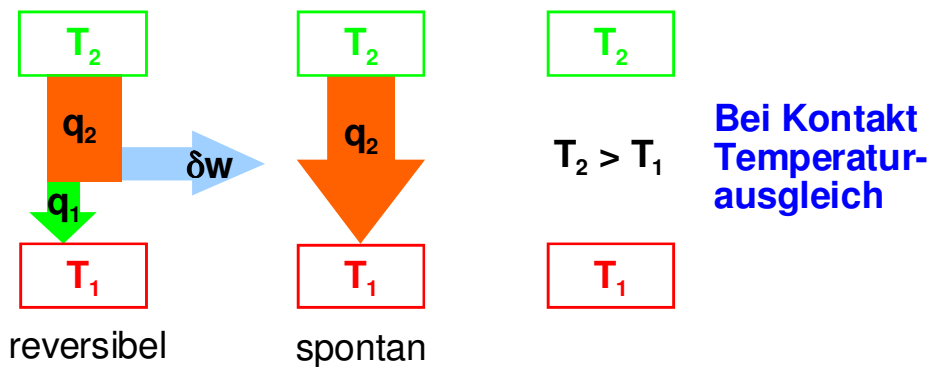 T₂ T₂ T₂
q₂ q₂ Bei Kontakt
T₂ > T₁ Temperatur-
δw ausgleich
q₁
T₁ T₁ T₁
reversibel spontan